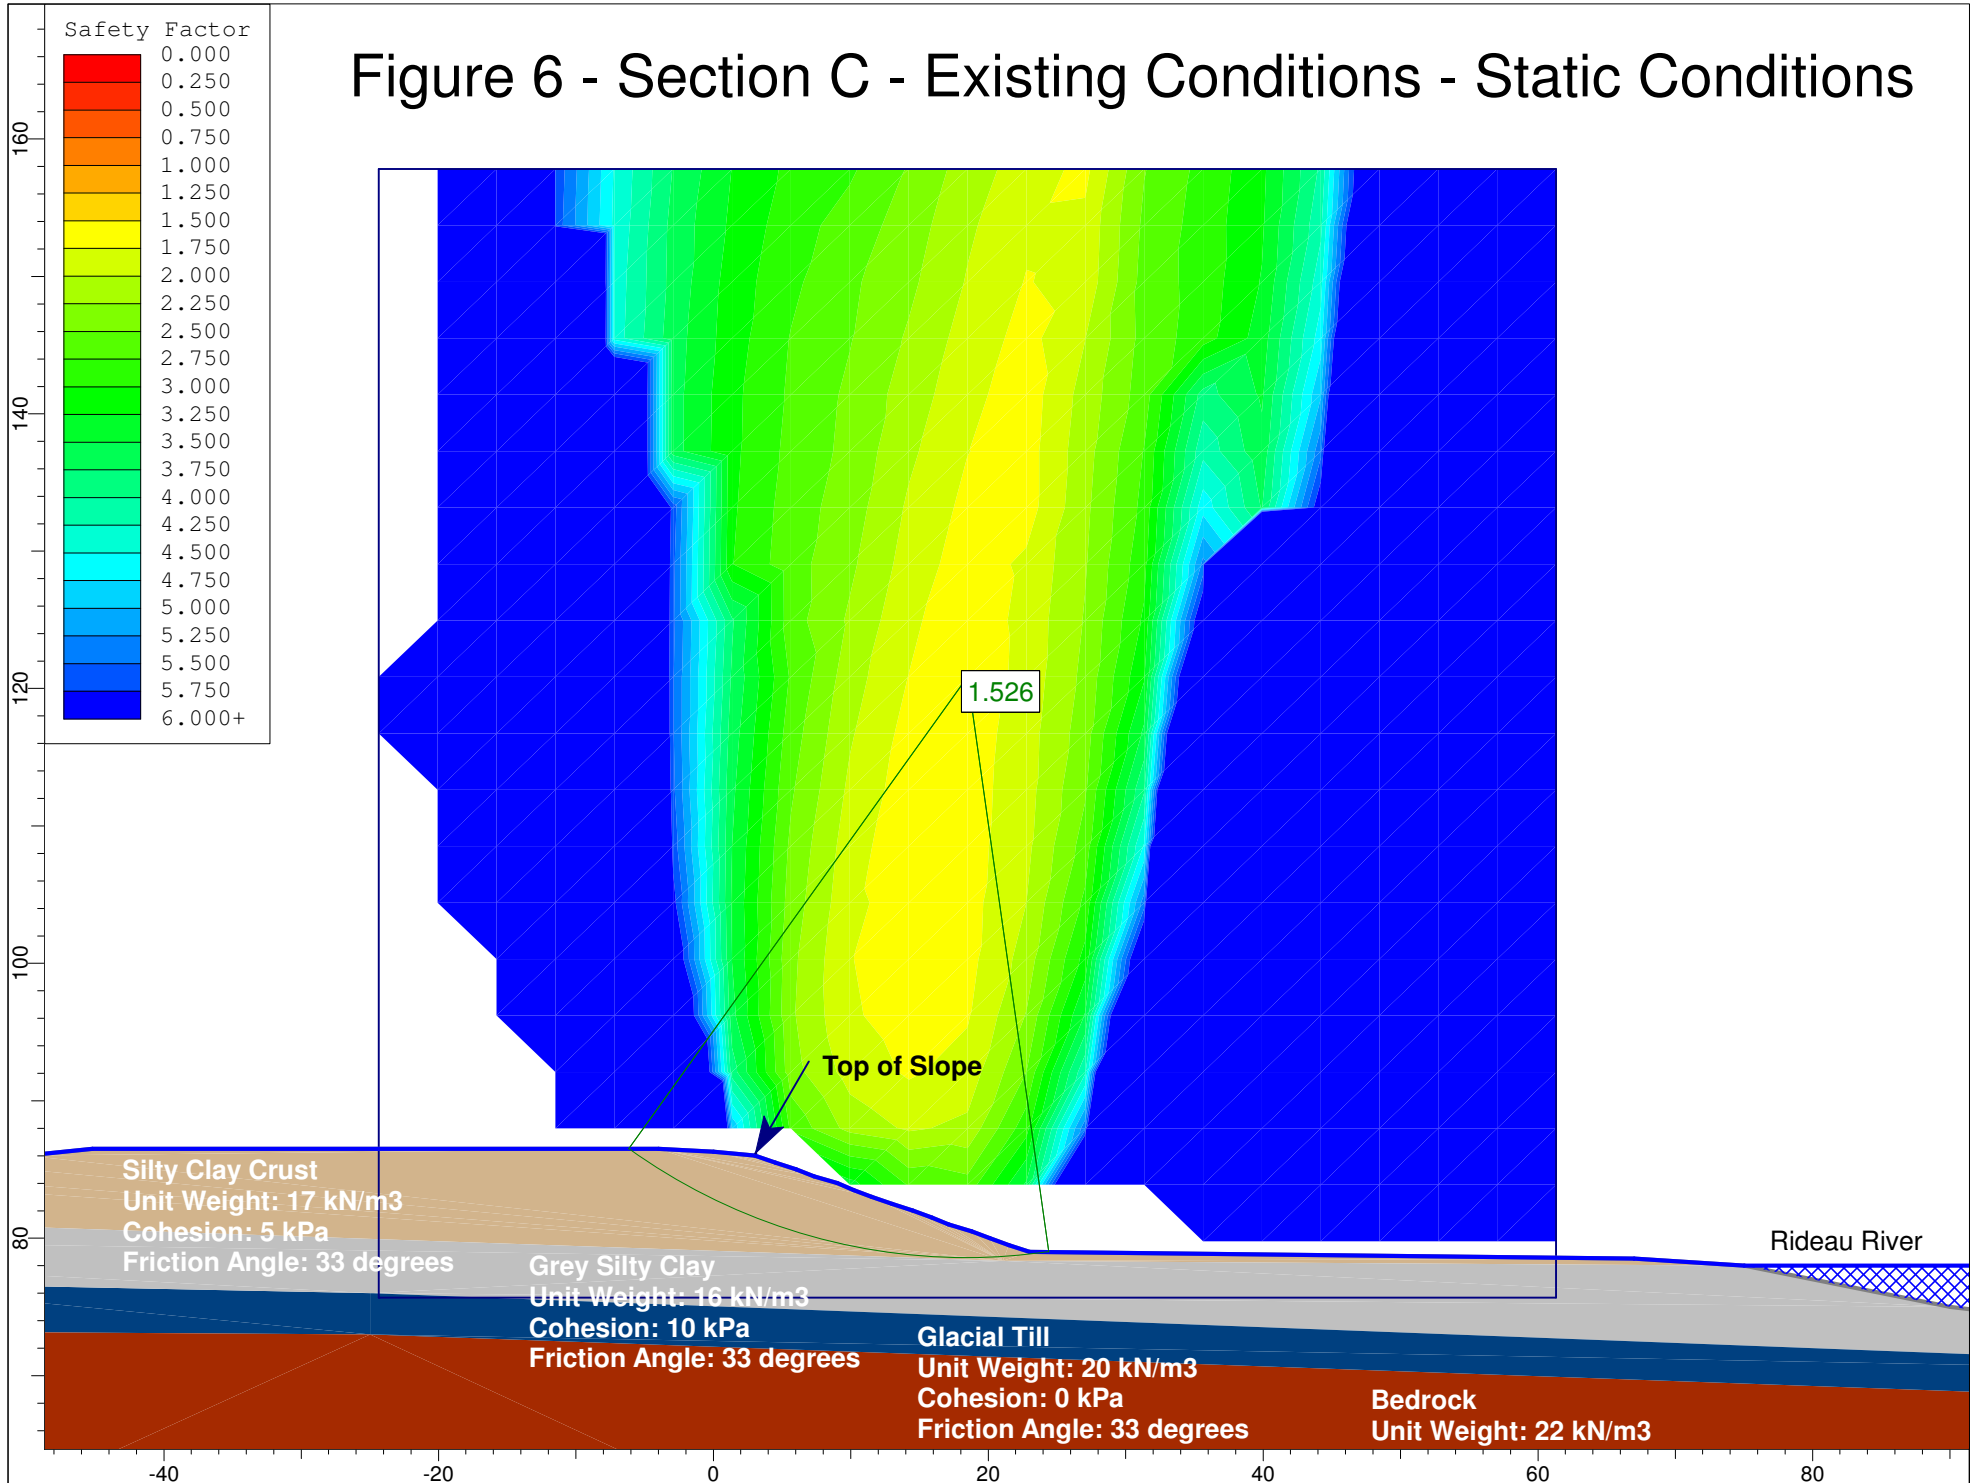 Safety Factor
0.000
0.250
0.500
0.750
1.000
1.250
1.500
1.750
2.000
2.250
2.500
2.750
3.000
3.250
3.500
3.750
4.000
4.250
4.500
4.750
5.000
5.250
5.500
5.750
6.000+
Figure 6 - Section C - Existing Conditions - Static Conditions
160
140
120
100
80
1.526
Top of Slope
Silty Clay Crust
Unit Weight: 17 kN/m3
Cohesion: 5 kPa
Friction Angle: 33 degrees
Grey Silty Clay
Unit Weight: 16 kN/m3
Cohesion: 10 kPa
Friction Angle: 33 degrees
Glacial Till
Unit Weight: 20 kN/m3
Cohesion: 0 kPa
Friction Angle: 33 degrees
Bedrock
Unit Weight: 22 kN/m3
Rideau River
-40
-20
0
20
40
60
80